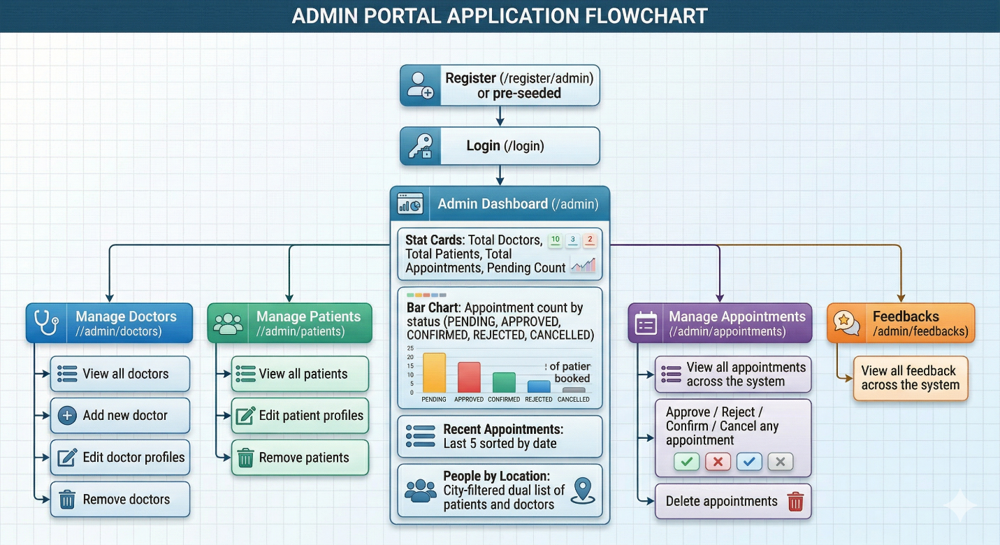 ADMIN PORTAL APPLICATION FLOWCHART
Register (/register/admin)
or pre-seeded
Login (/login)
Admin Dashboard (/admin)
Stat Cards: Total Doctors,
Total Patients, Total
Appointments, Pending Count
10 3 2
Bar Chart: Appointment count by
status (PENDING, APPROVED,
CONFIRMED, REJECTED, CANCELLED)
25
20
15
10
5
0
: of patier
booked
PENDING APPROVED CONFIRMED REJECTED CANCELLED
Recent Appointments:
Last 5 sorted by date
People by Location:
City-filtered dual list of
patients and doctors
Manage Doctors
//admin/doctors)
View all doctors
Add new doctor
Edit doctor profiles
Remove doctors
Manage Patients
//admin/patients)
View all patients
Edit patient profiles
Remove patients
Manage Appointments
(/admin/appointments)
View all appointments
across the system
Approve / Reject /
Confirm / Cancel any
appointment
Delete appointments
Feedbacks
/admin/feedbacks)
View all feedback
across the system